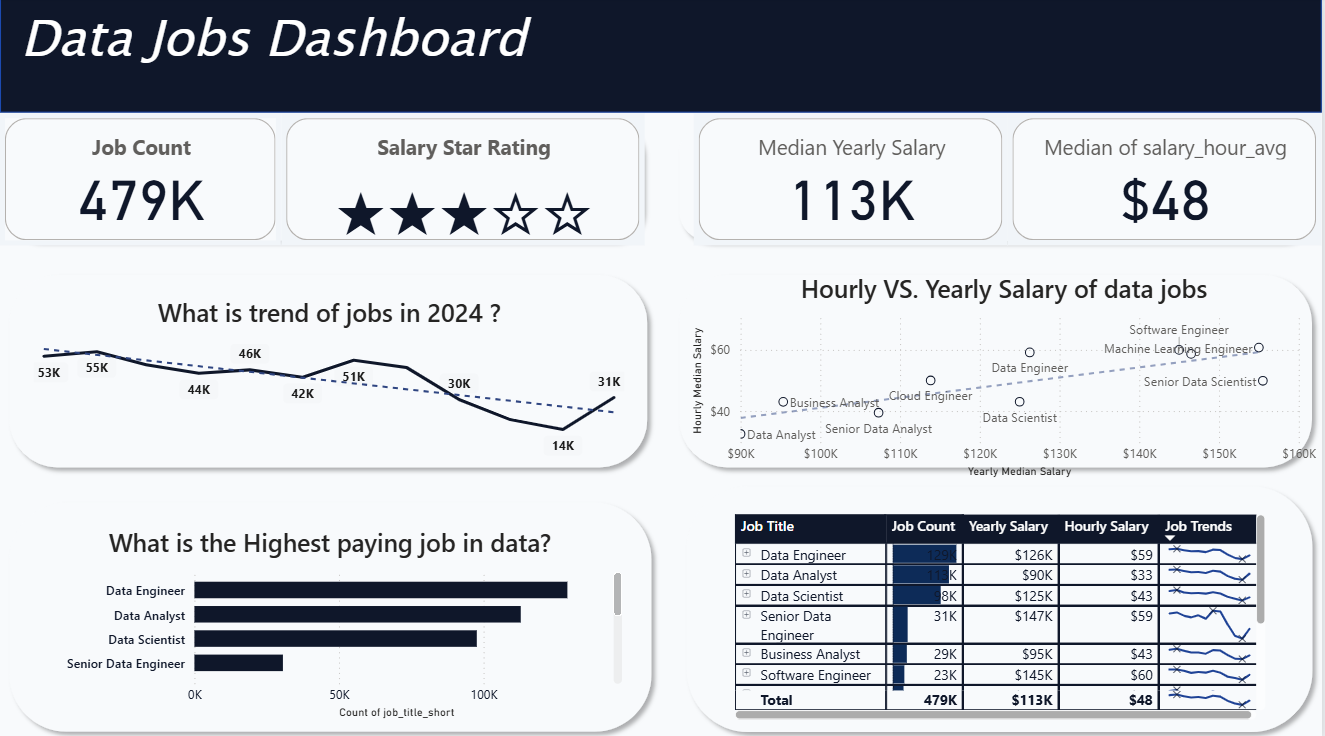 Data Jobs Dashboard
Job Count
479K
Salary Star Rating
Median Yearly Salary
113K
Median of salary_hour_avg
$48
What is trend of jobs in 2024 ?
53K
55K
44K
46K
42K
51K
30K
14K
31K
Hourly VS. Yearly Salary of data jobs
Hourly Median Salary
$60
$40
Software Engineer
Machine Learning Engineer
Data Engineer
Senior Data Scientist
Cloud Engineer
Business Analyst
Data Scientist
Senior Data Analyst
Data Analyst
$90K $100K $110K $120K $130K $140K $150K $160K
Yearly Median Salary
What is the Highest paying job in data?
Data Engineer
Data Analyst
Data Scientist
Senior Data Engineer
0K 50K 100K
Count of job_title_short
Job Title Job Count Yearly Salary Hourly Salary Job Trends
Data Engineer 129K $126K $59
Data Analyst 113K $90K $33
Data Scientist 98K $125K $43
Senior Data 31K $147K $59
Engineer
Business Analyst 29K $95K $43
Software Engineer 23K $145K $60
Total 479K $113K $48